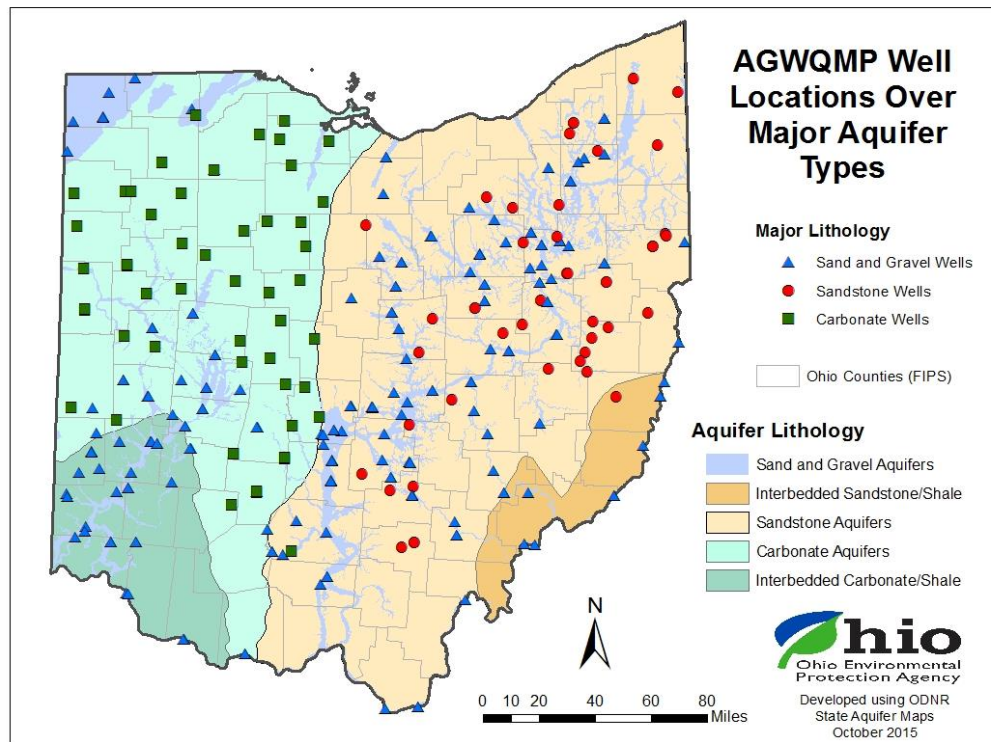 AGWQMP Well
Locations Over
Major Aquifer
Types
Major Lithology
Sand and Gravel Wells
Sandstone Wells
Carbonate Wells
Ohio Counties (FIPS)
Aquifer Lithology
Sand and Gravel Aquifers
Interbedded Sandstone/Shale
Sandstone Aquifers
Carbonate Aquifers
Interbedded Carbonate/Shale
N
0 10 20 40 60 80
Miles
Ohio
Ohio Environmental
Protection Agency
Developed using ODNR
State Aquifer Maps
October 2015